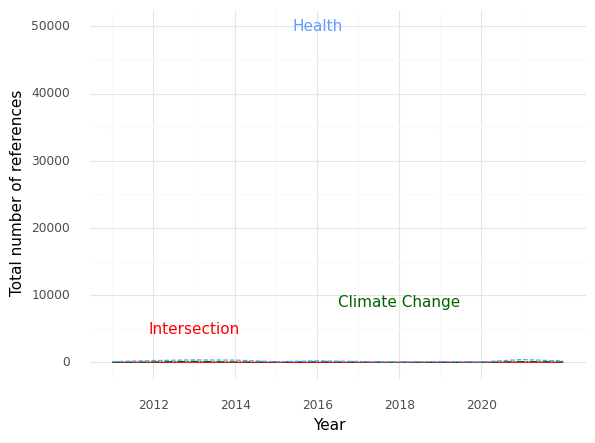 Total number of references
50000
40000
30000
20000
10000
0
Health
Climate Change
Intersection
2012 2014 2016 2018 2020
Year